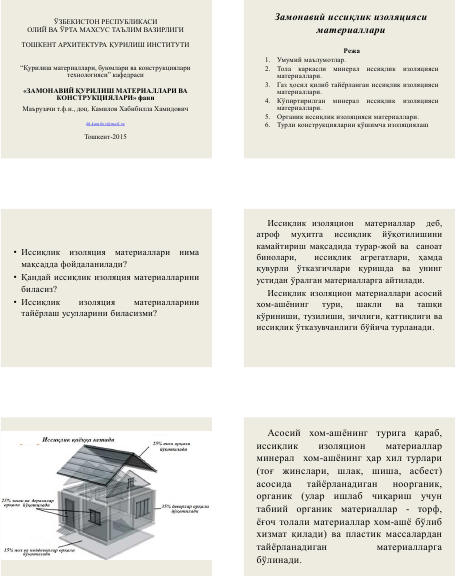 ЎЗБЕКИСТОН РЕСПУБЛИКАСИ
ОЛИЙ ВА ЎРТА МАХСУС ТАЪЛИМ ВАЗИРЛИГИ
ТОШКЕНТ АРХИТЕКТУРА ҚУРИЛИШ ИНСТИТУТИ
“Қурилиш материаллари, буюмлари ва конструкциялари
технологияси” кафедраси
«ЗАМОНАВИЙ ҚУРИЛИШ МАТЕРИАЛЛАРИ ВА
КОНСТРУКЦИЯЛАРИ» фани
Маърузачи т.ф.н., доц. Камилов Хабибилла Хамидович
Тошкент-2015
Замонавий иссиқлик изоляцияси
материаллари
Режа
1. Умумий маълумотлар.
2. Тола каркасли минерал иссиқлик изоляцияси
материаллари.
3. Газ ҳосил қилиб тайёрланган иссиқлик изоляцияси
материаллари.
4. Кўпиртирилган минерал иссиқлик изоляцияси
материаллари.
5. Органик иссиқлик изоляцияси материаллари.
6. Турли конструкцияларни қўшимча изоляциялаш
• Иссиқлик изоляция материаллари нима
мақсадда фойдаланилади?
• Қандай иссиқлик изоляция материалларини
биласиз?
• Иссиқлик изоляция материалларини
тайёрлаш усулларини биласизми?
Иссиқлик изоляцион материаллар деб,
атроф муҳитга иссиқлик йўқотилишини
камайтириш мақсадида турар-жой ва саноат
бинолари, иссиқлик агрегатлари, ҳамда
қувурли ўтказгичлари қуришда ва унинг
устидан ўралган материалларга айтилади.
Иссиқлик изоляцион материаллари асосий
хом-ашёнинг тури, шакли ва ташқи
кўриниши, тузилиши, зичлиги, қаттиқлиги ва
иссиқлик ўтказувчанлиги бўйича турланади.
Иссиқлик қаёққа кетади
25% том орқали
йўқотилади
25% ойна ва деразалар
орқали йўқотилади
35% деворлар орқали
йўқотилади
15% пол ва пойдеворлар орқали
йўқотилади
Асосий хом-ашёнинг турига қараб,
иссиқлик изоляцион материаллар
минерал хом-ашёнинг ҳар хил турлари
(тоғ жинслари, шлак, шиша, асбест)
асосида тайёрланадиган ноорганик,
органик (улар ишлаб чиқариш учун
табиий органик материаллар - торф,
ёғоч толали материаллар хом-ашё бўлиб
хизмат қилади) ва пластик массалардан
тайёрланадиган материалларга
бўлинади.